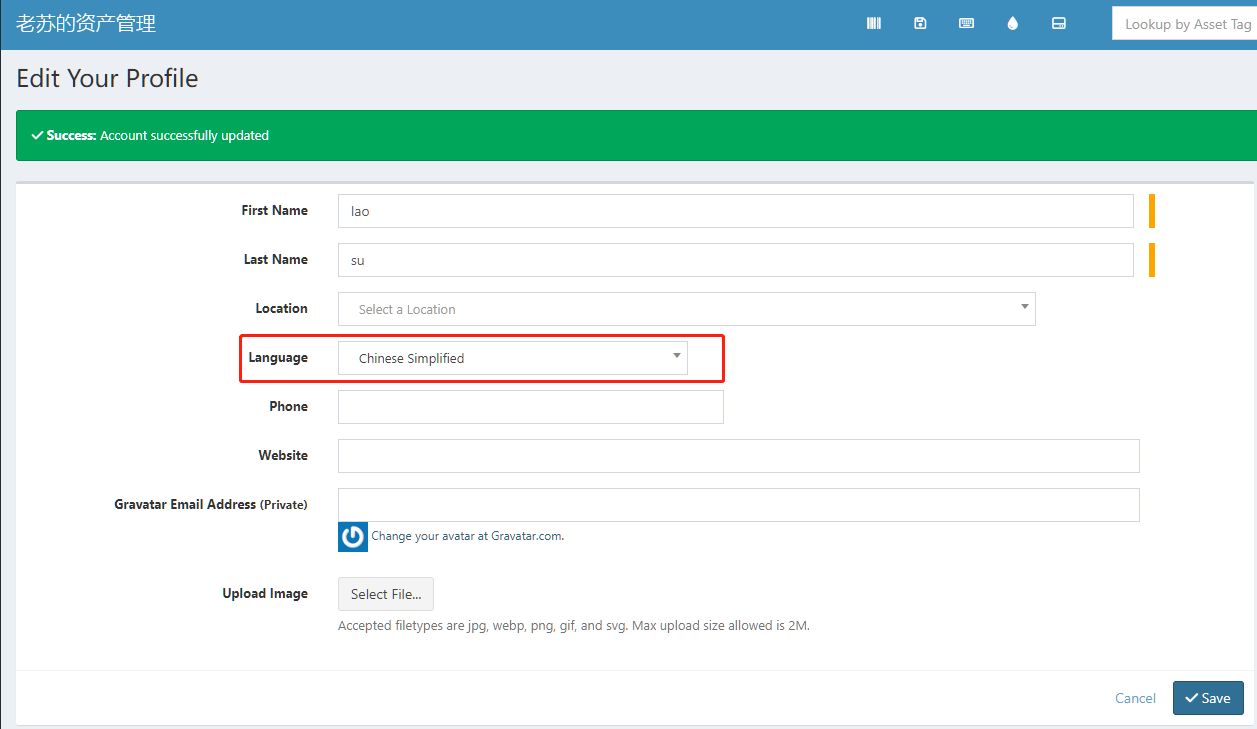 老苏的资产管理
Lookup by Asset Tag
Edit Your Profile
Success: Account successfully updated
First Name
lao
Last Name
su
Location
Select a Location
Language
Chinese Simplified
Phone
Website
Gravatar Email Address (Private)
Change your avatar at Gravatar.com.
Upload Image
Select File...
Accepted filetypes are jpg, webp, png, gif, and svg. Max upload size allowed is 2M.
Cancel
Save